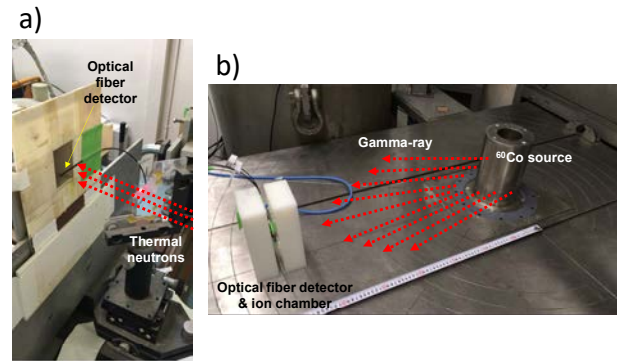 a)
Optical
fiber
detector
Thermal
neutrons
b)
Gamma-ray
⁶⁰Co source
Optical fiber detector
& ion chamber